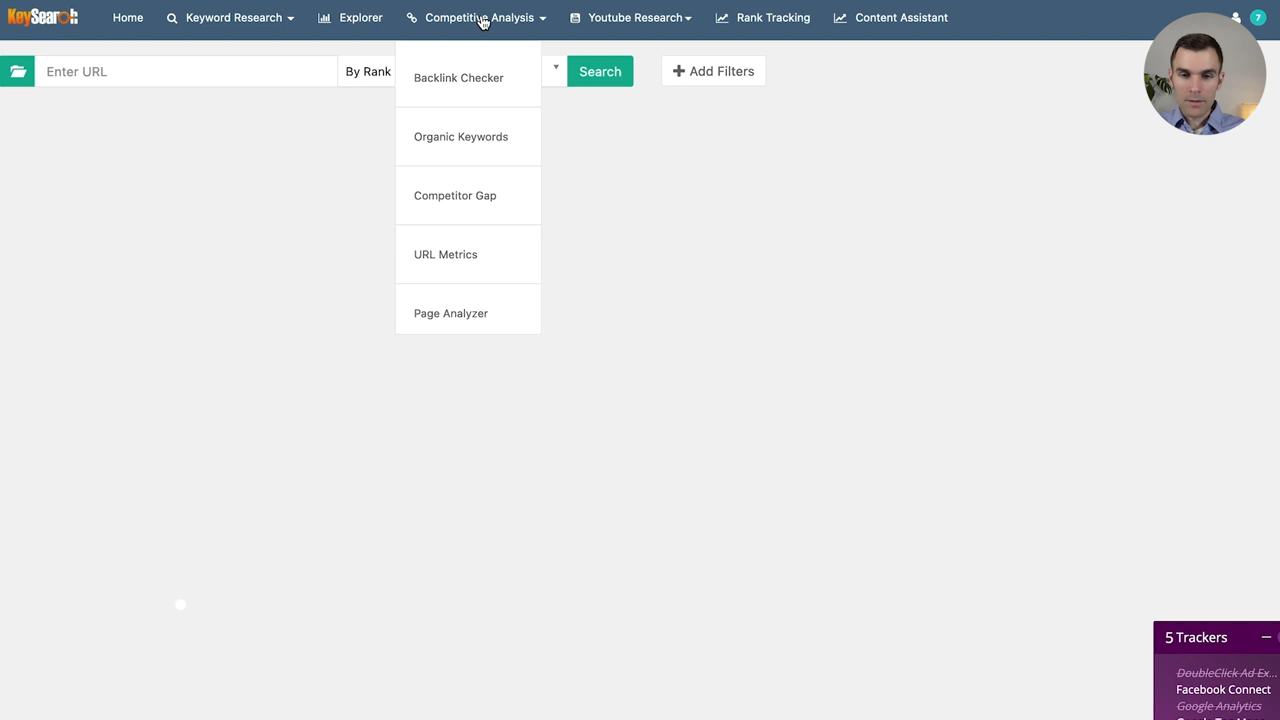 KeySearch Home Keyword Research Explorer Competitive Analysis Youtube Research Rank Tracking Content Assistant 7
Enter URL By Rank Search Add Filters
Backlink Checker
Organic Keywords
Competitor Gap
URL Metrics
Page Analyzer
5 Trackers
DoubleClick Ad Ex...
Facebook Connect
Google Analytics